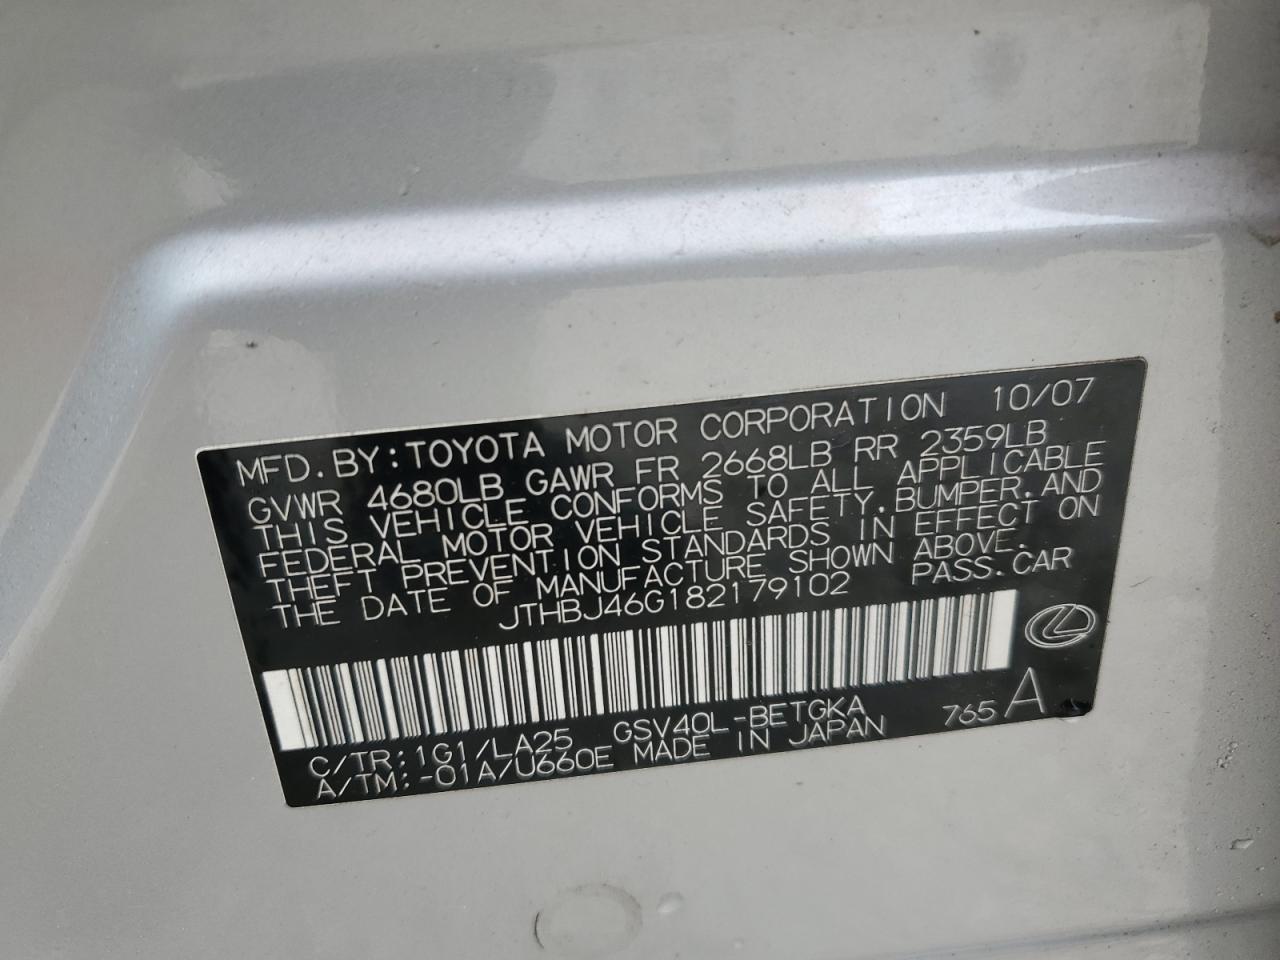 MFD.BY:TOYOTA MOTOR CORPORATION 10/07
GVWR 4680LB GAWR FR 2668LB RR 2359LB
THIS VEHICLE CONFORMS TO ALL APPLICABLE
FEDERAL MOTOR VEHICLE SAFETY,BUMPER,AND
THEFT PREVENTION STANDARDS IN EFFECT ON
THE DATE OF MANUFACTURE SHOWN ABOVE.
JTHBJ46G182179102 PASS.CAR
C/TR:1G1/LA25 GSV40L-BETGKA 765 A
A/TM:-01A/U660E MADE IN JAPAN